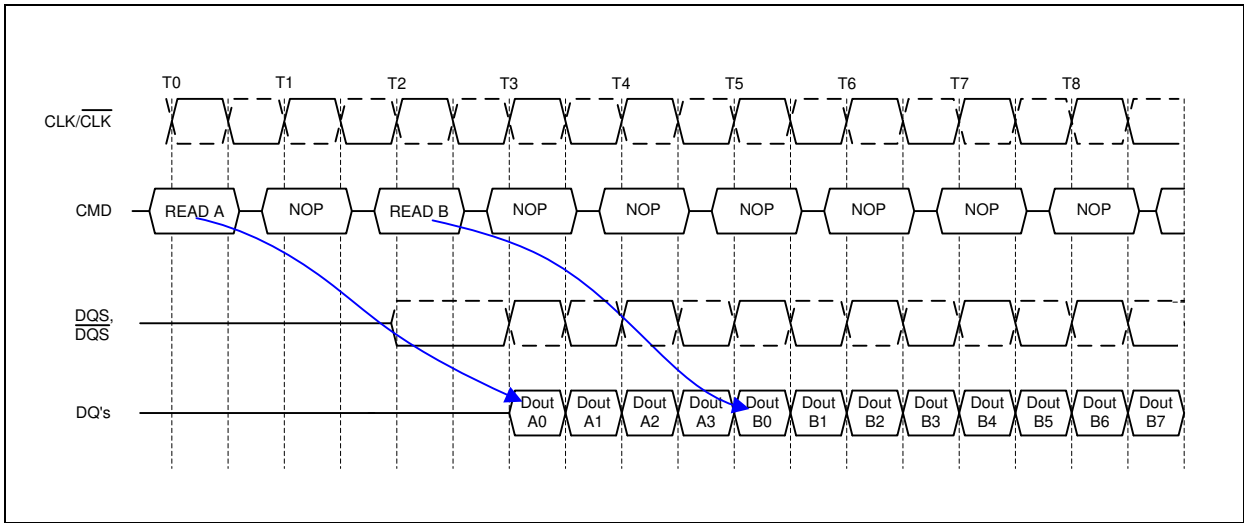 T0 T1 T2 T3 T4 T5 T6 T7 T8
CLK/CLK
CMD READ A NOP READ B NOP NOP NOP NOP NOP NOP
DQS,
DQS
DQ's
Dout Dout Dout Dout Dout Dout Dout Dout Dout Dout Dout Dout
A0 A1 A2 A3 B0 B1 B2 B3 B4 B5 B6 B7